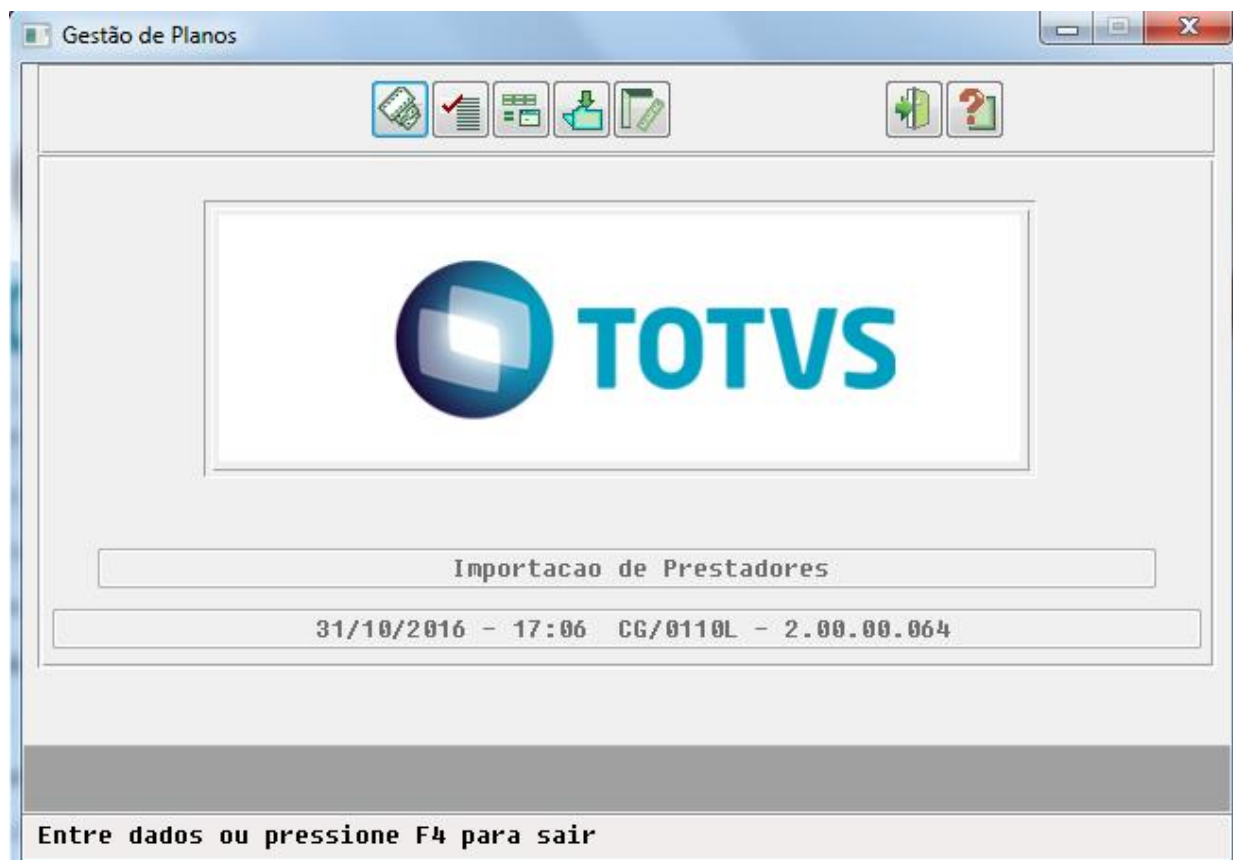 Gestão de Planos
TOTVS
Importacao de Prestadores
31/10/2016 - 17:06 CG/0110L - 2.00.00.064
Entre dados ou pressione F4 para sair